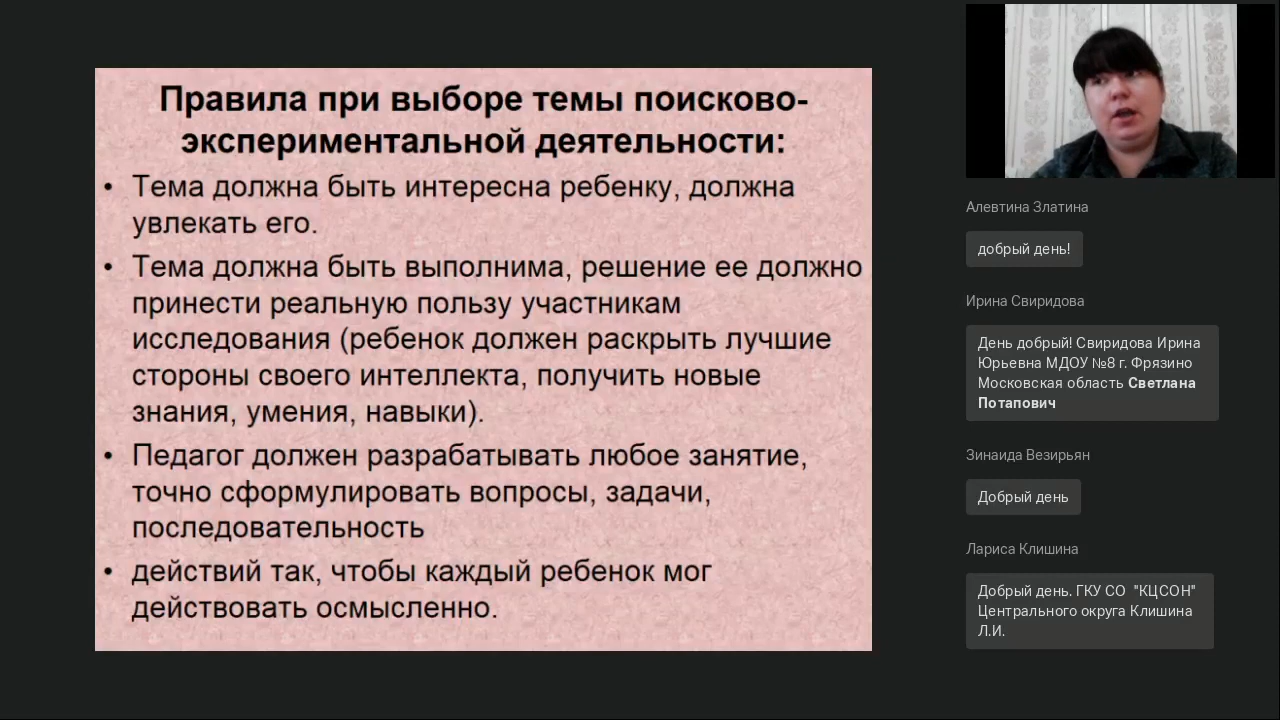 Правила при выборе темы поисково-
экспериментальной деятельности:
• Тема должна быть интересна ребенку, должна
увлекать его.
• Тема должна быть выполнима, решение ее должно
принести реальную пользу участникам
исследования (ребенок должен раскрыть лучшие
стороны своего интеллекта, получить новые
знания, умения, навыки).
• Педагог должен разрабатывать любое занятие,
точно сформулировать вопросы, задачи,
последовательность
• действий так, чтобы каждый ребенок мог
действовать осмысленно.
Алевтина Златина
добрый день!
Ирина Свиридова
День добрый! Свиридова Ирина
Юрьевна МДОУ №8 г. Фрязино
Московская область Светлана
Потапович
Зинаида Везирьян
Добрый день
Лариса Клишина
Добрый день. ГКУ СО "КЦСОН"
Центрального округа Клишина
Л.И.